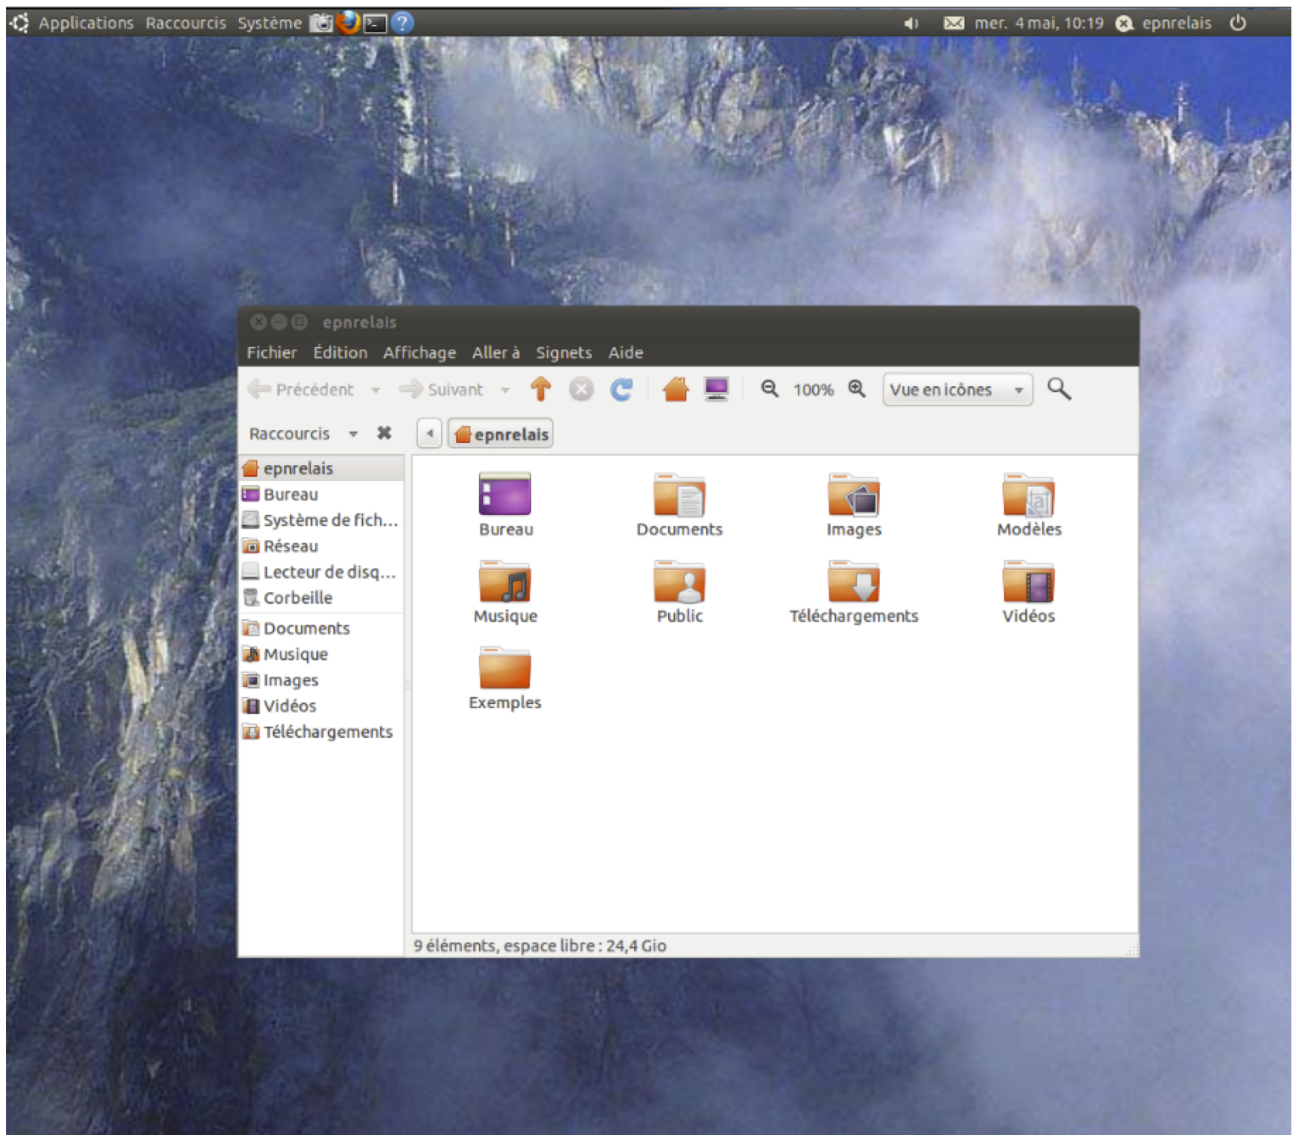 Applications Raccourcis Système mer. 4 mai, 10:19 epnrelais
epnrelais
Fichier Édition Affichage Aller à Signets Aide
Précédent Suivant 100% Vue en icônes
Raccourcis epnrelais
epnrelais
Bureau
Système de fich...
Réseau
Lecteur de disq...
Corbeille
Documents
Musique
Images
Vidéos
Téléchargements
Bureau Documents Images Modèles
Musique Public Téléchargements Vidéos
Exemples
9 éléments, espace libre : 24,4 Gio